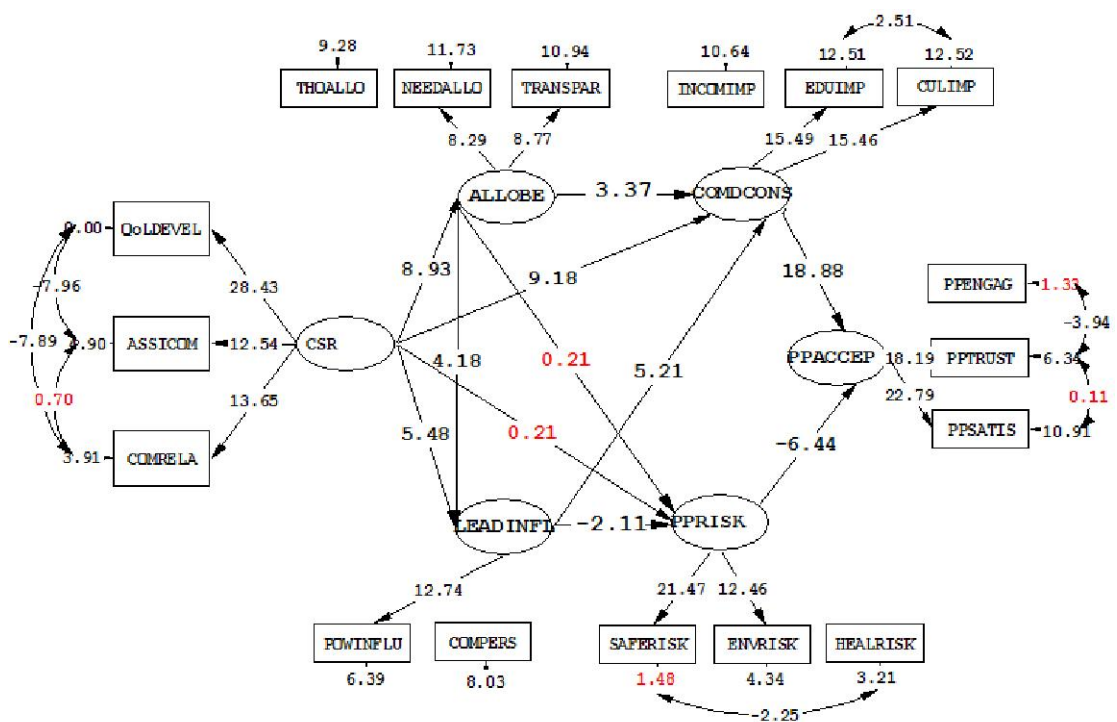 2.51
9.28 11.73 10.94 10.64 12.51 12.52
THOALLO NEEDALLO TRANSPAR INCOMIMP EDUIMP CULIMP
8.29 8.77 15.49 15.46
ALLOBE 3.37 COMDCONS
0.00 QoLDEVEL
8.93 9.18 18.88
-7.96 28.43 PPENGAG 1.33
-7.89 ASSICOM 12.54 CSR 4.18 0.21 5.21 PPACCEP 18.19 PPTRUST 6.34 -3.94
0.70 13.65 22.79 0.11
5.48 0.21 -6.44 PPSATIS 10.91
3.91 COMRELA
LEADINFL -2.11 PPRISK
12.74 21.47 12.46
POWINFLU COMPERS SAFERISK ENVRISK HEALRISK
6.39 8.03 1.48 4.34 3.21
-2.25